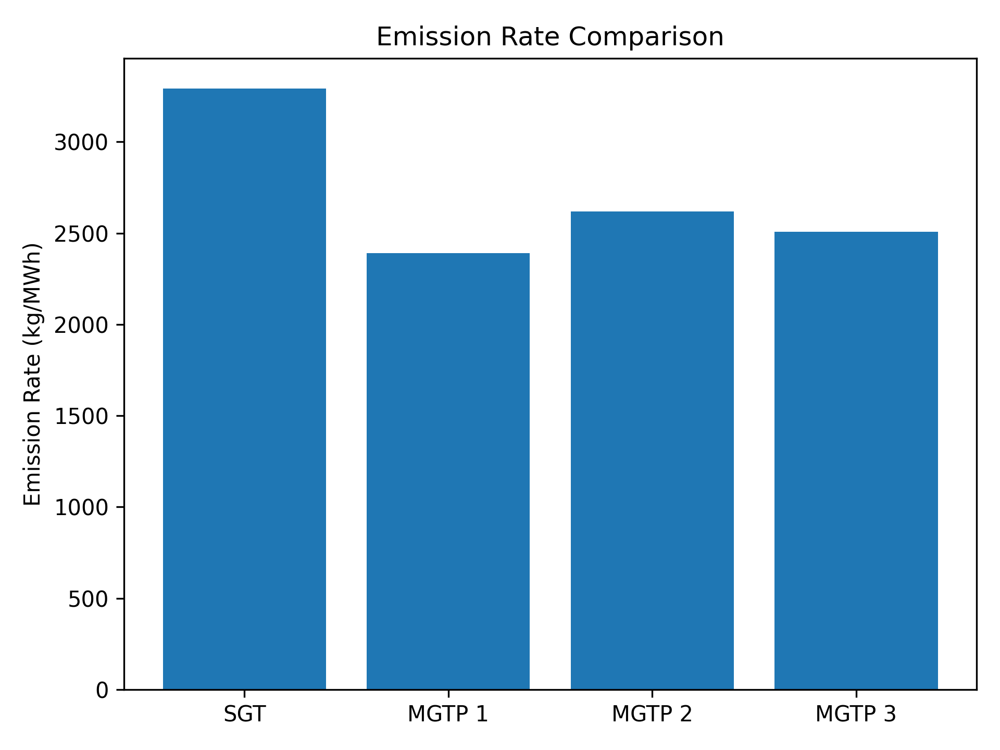 Emission Rate Comparison
Emission Rate (kg/MWh)
3000
2500
2000
1500
1000
500
0
SGT
MGTP 1
MGTP 2
MGTP 3